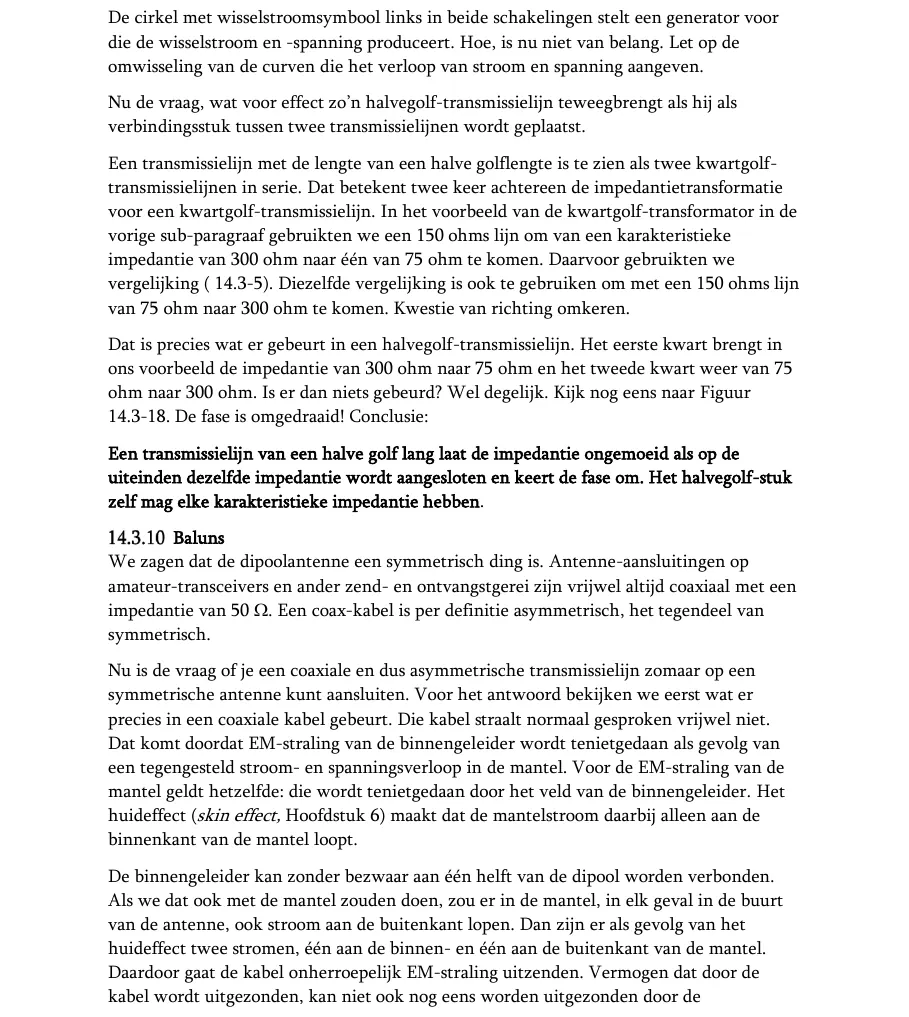 De cirkel met wisselstroomsymbool links in beide schakelingen stelt een generator voor
die de wisselstroom en -spanning produceert. Hoe, is nu niet van belang. Let op de
omwisseling van de curven die het verloop van stroom en spanning aangeven.
Nu de vraag, wat voor effect zo’n halvegolf-transmissielijn teweegbrengt als hij als
verbindingsstuk tussen twee transmissielijnen wordt geplaatst.
Een transmissielijn met de lengte van een halve golflengte is te zien als twee kwartgolf-
transmissielijnen in serie. Dat betekent twee keer achtereen de impedantietransformatie
voor een kwartgolf-transmissielijn. In het voorbeeld van de kwartgolf-transformator in de
vorige sub-paragraaf gebruikten we een 150 ohms lijn om van een karakteristieke
impedantie van 300 ohm naar één van 75 ohm te komen. Daarvoor gebruikten we
vergelijking ( 14.3-5). Diezelfde vergelijking is ook te gebruiken om met een 150 ohms lijn
van 75 ohm naar 300 ohm te komen. Kwestie van richting omkeren.
Dat is precies wat er gebeurt in een halvegolf-transmissielijn. Het eerste kwart brengt in
ons voorbeeld de impedantie van 300 ohm naar 75 ohm en het tweede kwart weer van 75
ohm naar 300 ohm. Is er dan niets gebeurd? Wel degelijk. Kijk nog eens naar Figuur
14.3-18. De fase is omgedraaid! Conclusie:
Een transmissielijn van een halve golf lang laat de impedantie ongemoeid als op de
uiteinden dezelfde impedantie wordt aangesloten en keert de fase om. Het halvegolf-stuk
zelf mag elke karakteristieke impedantie hebben.
14.3.10 Baluns
We zagen dat de dipoolantenne een symmetrisch ding is. Antenne-aansluitingen op
amateur-transceivers en ander zend- en ontvangstgerei zijn vrijwel altijd coaxiaal met een
impedantie van 50 Ω. Een coax-kabel is per definitie asymmetrisch, het tegendeel van
symmetrisch.
Nu is de vraag of je een coaxiale en dus asymmetrische transmissielijn zomaar op een
symmetrische antenne kunt aansluiten. Voor het antwoord bekijken we eerst wat er
precies in een coaxiale kabel gebeurt. Die kabel straalt normaal gesproken vrijwel niet.
Dat komt doordat EM-straling van de binnengeleider wordt tenietgedaan als gevolg van
een tegengesteld stroom- en spanningsverloop in de mantel. Voor de EM-straling van de
mantel geldt hetzelfde: die wordt tenietgedaan door het veld van de binnengeleider. Het
huideffect (skin effect, Hoofdstuk 6) maakt dat de mantelstroom daarbij alleen aan de
binnenkant van de mantel loopt.
De binnengeleider kan zonder bezwaar aan één helft van de dipool worden verbonden.
Als we dat ook met de mantel zouden doen, zou er in de mantel, in elk geval in de buurt
van de antenne, ook stroom aan de buitenkant lopen. Dan zijn er als gevolg van het
huideffect twee stromen, één aan de binnen- en één aan de buitenkant van de mantel.
Daardoor gaat de kabel onherroepelijk EM-straling uitzenden. Vermogen dat door de
kabel wordt uitgezonden, kan niet ook nog eens worden uitgezonden door de